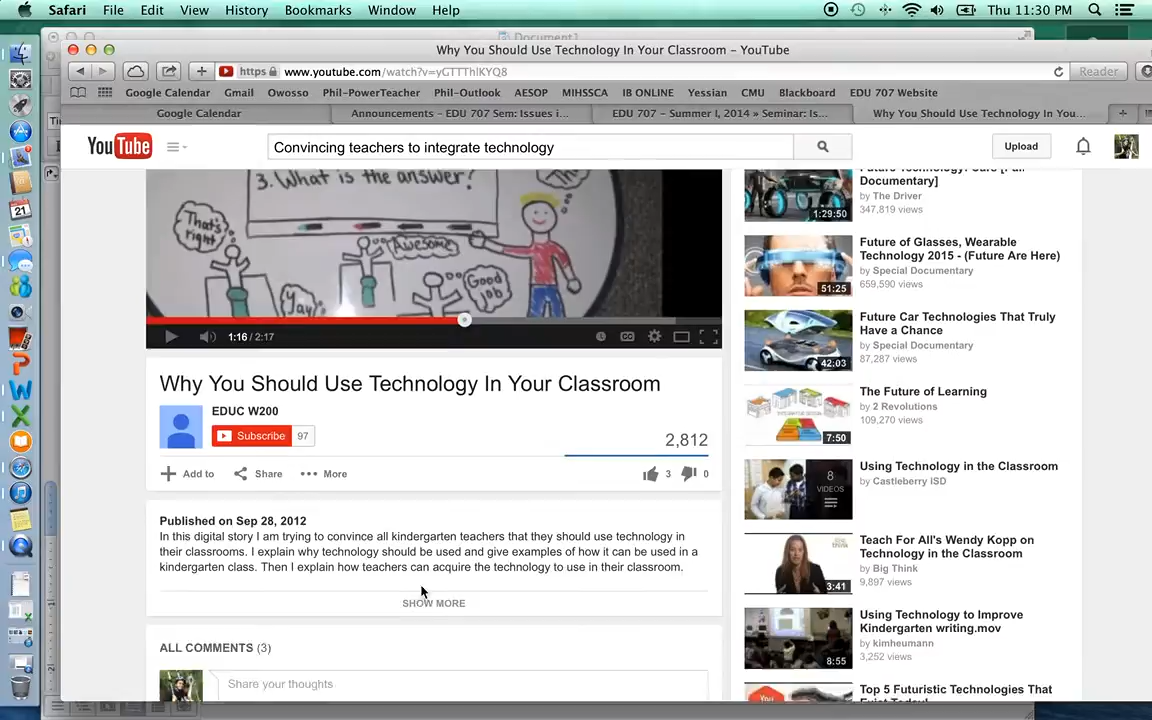 Safari File Edit View History Bookmarks Window Help Thu 11:30 PM
Document1
Why You Should Use Technology In Your Classroom – YouTube
https www.youtube.com/watch?v=yGTTThlKYQ8 Reader
Google Calendar Gmail Owosso Phil-PowerTeacher Phil-Outlook AESOP MIHSSCA IB ONLINE Yessian CMU Blackboard EDU 707 Website
Google Calendar Announcements – EDU 707 Sem: Issues i... EDU 707 – Summer I, 2014 » Seminar: Is... Why You Should Use Technology In You...
YouTube Convincing teachers to integrate technology Upload
3. What is the answer?
That's right
Awesome
Good job
Yay!
1:16 / 2:17
CC
Why You Should Use Technology In Your Classroom
EDUC W200
Subscribe 97
2,812
Add to Share More 3 0
Published on Sep 28, 2012
In this digital story I am trying to convince all kindergarten teachers that they should use technology in
their classrooms. I explain why technology should be used and give examples of how it can be used in a
kindergarten class. Then I explain how teachers can acquire the technology to use in their classroom.
SHOW MORE
ALL COMMENTS (3)
Share your thoughts
Documentary]
by The Driver
347,819 views
1:29:50
Future of Glasses, Wearable
Technology 2015 - (Future Are Here)
by Special Documentary
659,590 views
51:25
Future Car Technologies That Truly
Have a Chance
by Special Documentary
87,287 views
42:03
The Future of Learning
by 2 Revolutions
109,270 views
7:50
Using Technology in the Classroom
by Castleberry ISD
8
VIDEOS
Teach For All's Wendy Kopp on
Technology in the Classroom
by Big Think
9,897 views
3:41
Using Technology to Improve
Kindergarten writing.mov
by kimheumann
3,252 views
8:55
Top 5 Futuristic Technologies That
You
21